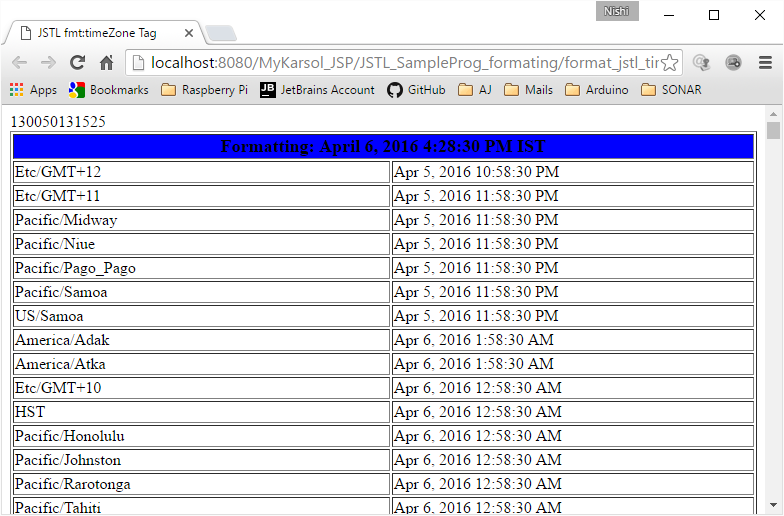 Nishi
JSTL fmt:timeZone Tag
localhost:8080/MyKarsol_JSP/JSTL_SampleProg_formating/format_jstl_tir
Apps Bookmarks Raspberry Pi JetBrains Account GitHub AJ Mails Arduino SONAR
130050131525
Formatting: April 6, 2016 4:28:30 PM IST
Etc/GMT+12 Apr 5, 2016 10:58:30 PM
Etc/GMT+11 Apr 5, 2016 11:58:30 PM
Pacific/Midway Apr 5, 2016 11:58:30 PM
Pacific/Niue Apr 5, 2016 11:58:30 PM
Pacific/Pago_Pago Apr 5, 2016 11:58:30 PM
Pacific/Samoa Apr 5, 2016 11:58:30 PM
US/Samoa Apr 5, 2016 11:58:30 PM
America/Adak Apr 6, 2016 1:58:30 AM
America/Atka Apr 6, 2016 1:58:30 AM
Etc/GMT+10 Apr 6, 2016 12:58:30 AM
HST Apr 6, 2016 12:58:30 AM
Pacific/Honolulu Apr 6, 2016 12:58:30 AM
Pacific/Johnston Apr 6, 2016 12:58:30 AM
Pacific/Rarotonga Apr 6, 2016 12:58:30 AM
Pacific/Tahiti Apr 6, 2016 12:58:30 AM